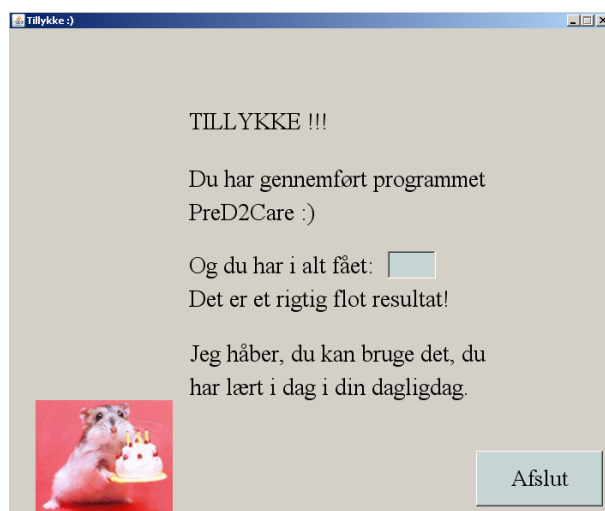 Tillykke :)
TILLYKKE !!!
Du har gennemført programmet
PreD2Care :)
Og du har i alt fået:
Det er et rigtig flot resultat!
Jeg håber, du kan bruge det, du
har lært i dag i din dagligdag.
Afslut